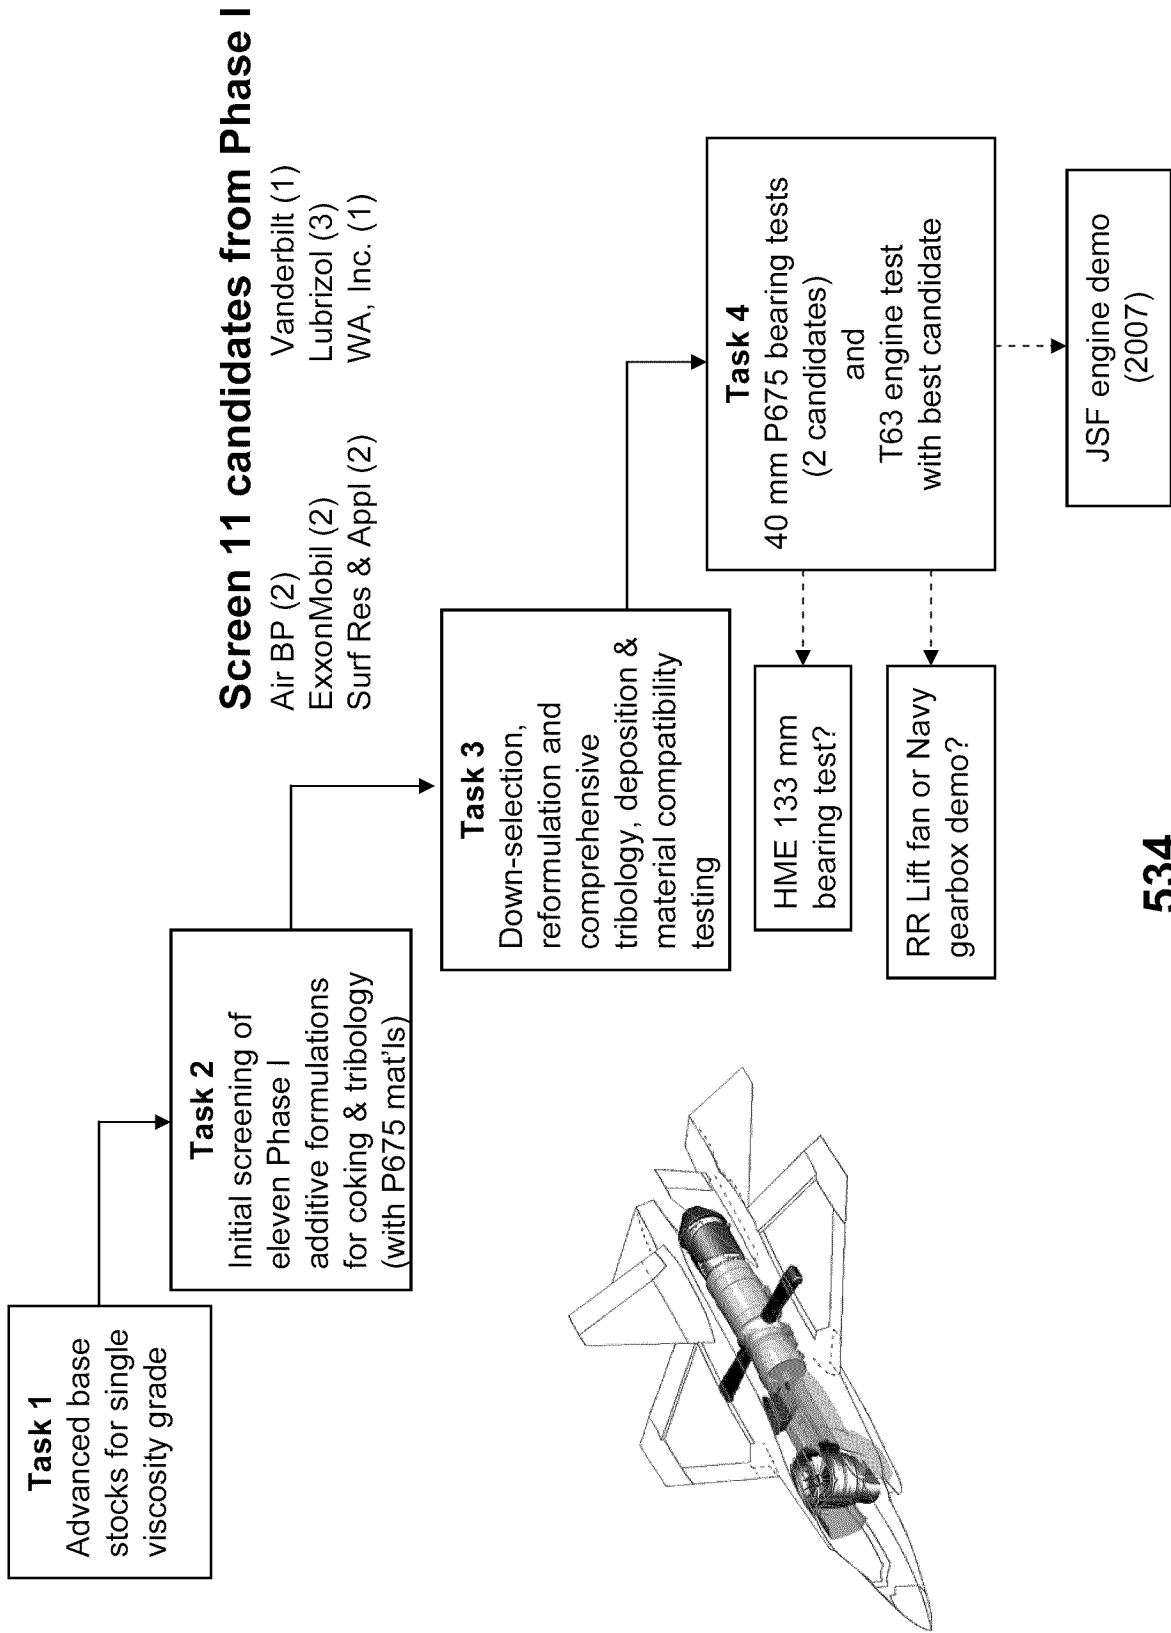 Task 1
Advanced base
stocks for single
viscosity grade
Task 2
Initial screening of
eleven Phase I
additive formulations
for coking & tribology
(with P675 mat'ls)
Screen 11 candidates from Phase I
Air BP (2)
Vanderbilt (1)
ExxonMobil (2)
Lubrizol (3)
Surf Res & Appl (2)
WA, Inc. (1)
Task 3
Down-selection,
reformulation and
comprehensive
tribology, deposition &
material compatibility
testing
Task 4
40 mm P675 bearing tests
(2 candidates)
and
T63 engine test
with best candidate
HME 133 mm
bearing test?
RR Lift fan or Navy
gearbox demo?
JSF engine demo
(2007)
534